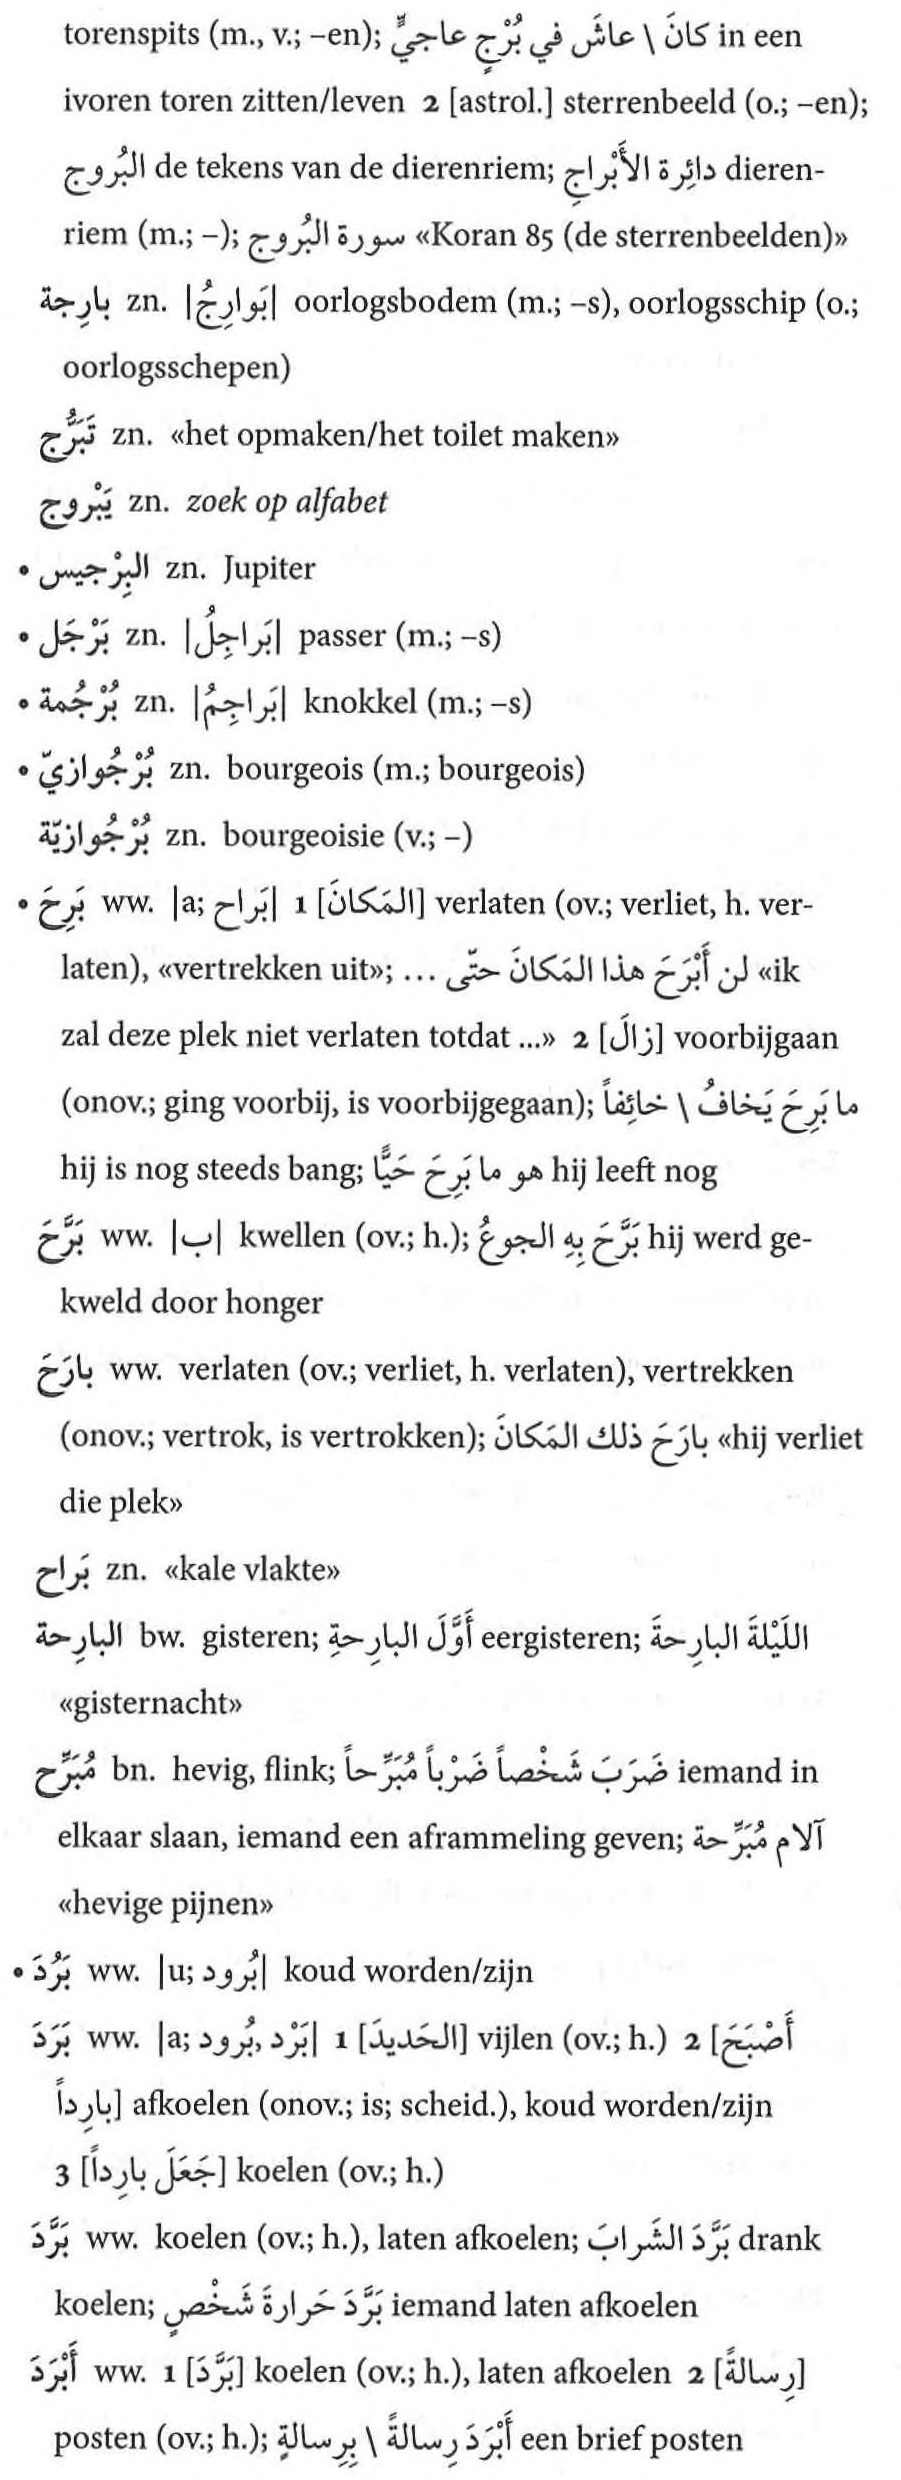 torenspits (m., v.; –en); كانَ \ عاشَ في بُرْجٍ عاجيٍّ in een
ivoren toren zitten/leven 2 [astrol.] sterrenbeeld (o.; –en);
البُروج de tekens van de dierenriem; دائِرة الأَبْراجِ dieren-
riem (m.; –); سورة البُروج «Koran 85 (de sterrenbeelden)»
بارِجة zn. |بَوارِجُ| oorlogsbodem (m.; –s), oorlogsschip (o.;
oorlogsschepen)
تَبَرُّج zn. «het opmaken/het toilet maken»
يَبْروج zn. zoek op alfabet
• البِرْجيس zn. Jupiter
• بَرْجَل zn. |بَراجِلُ| passer (m.; –s)
• بُرْجُمة zn. |بَراجِمُ| knokkel (m.; –s)
• بُرْجُوازيّ zn. bourgeois (m.; bourgeois)
بُرْجُوازيّة zn. bourgeoisie (v.; –)
• بَرِحَ ww. |a; بَراح| 1 [المَكانَ] verlaten (ov.; verliet, h. ver-
laten), «vertrekken uit»; لن أَبْرَحَ هذا المَكانَ حتّى ... «ik
zal deze plek niet verlaten totdat ...» 2 [زالَ] voorbijgaan
(onov.; ging voorbij, is voorbijgegaan); ما بَرِحَ يَخافُ \ خائِفاً
hij is nog steeds bang; هو ما بَرِحَ حَيًّا hij leeft nog
بَرَّحَ ww. |ب| kwellen (ov.; h.); بَرَّحَ بِهِ الجوعُ hij werd ge-
kweld door honger
بارَحَ ww. verlaten (ov.; verliet, h. verlaten), vertrekken
(onov.; vertrok, is vertrokken); بارَحَ ذلك المَكانَ «hij verliet
die plek»
بَراح zn. «kale vlakte»
البارِحة bw. gisteren; أَوَّلَ البارِحةِ eergisteren; اللَيْلةَ البارِحةَ
«gisternacht»
مُبَرِّح bn. hevig, flink; ضَرَبَ شَخْصاً ضَرْباً مُبَرِّحاً iemand in
elkaar slaan, iemand een aframmeling geven; آلام مُبَرِّحة
«hevige pijnen»
• بَرُدَ ww. |u; بُرود| koud worden/zijn
بَرَدَ ww. |a; بَرْد, بُرود| 1 [الحَديدَ] vijlen (ov.; h.) 2 [أَصْبَحَ
بارِداً] afkoelen (onov.; is; scheid.), koud worden/zijn
3 [جَعَلَ بارِداً] koelen (ov.; h.)
بَرَّدَ ww. koelen (ov.; h.), laten afkoelen; بَرَّدَ الشَرابَ drank
koelen; بَرَّدَ حَرارةَ شَخْصٍ iemand laten afkoelen
أَبْرَدَ ww. 1 [بَرَّدَ] koelen (ov.; h.), laten afkoelen 2 [رِسالةً]
posten (ov.; h.); أَبْرَدَ رِسالةً \ بِرِسالةٍ een brief posten